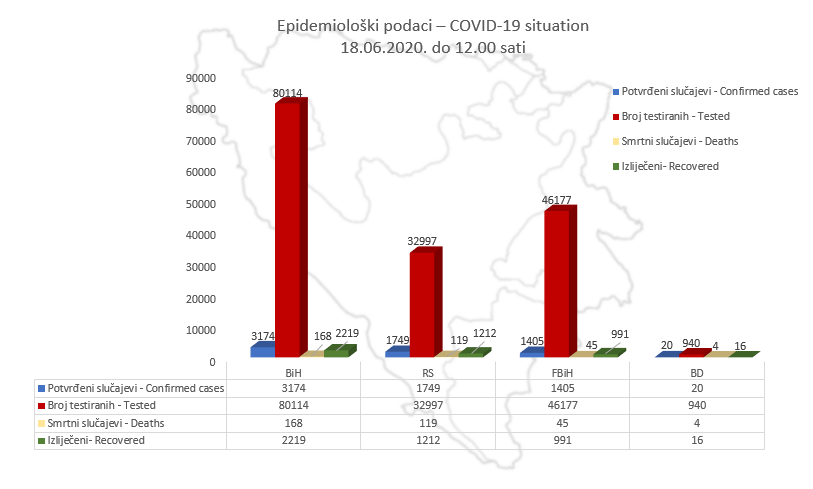 Epidemiološki podaci – COVID-19 situation
18.06.2020. do 12.00 sati
90000
80000
70000
60000
50000
40000
30000
20000
10000
0
Potvrđeni slučajevi - Confirmed cases
Broj testiranih - Tested
Smrtni slučajevi - Deaths
Izliječeni- Recovered
3174 80114 168 2219
1749 32997 119 1212
1405 46177 45 991
20 940 4 16
BiH RS FBiH BD
Potvrđeni slučajevi - Confirmed cases 3174 1749 1405 20
Broj testiranih - Tested 80114 32997 46177 940
Smrtni slučajevi - Deaths 168 119 45 4
Izliječeni- Recovered 2219 1212 991 16